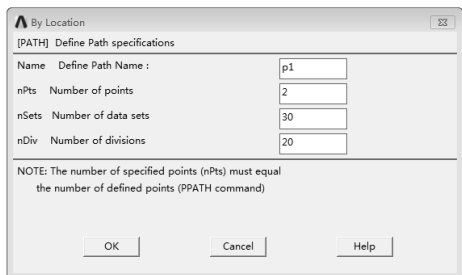 By Location
[PATH] Define Path specifications
Name Define Path Name : p1
nPts Number of points 2
nSets Number of data sets 30
nDiv Number of divisions 20
NOTE: The number of specified points (nPts) must equal
the number of defined points (PPATH command)
OK Cancel Help